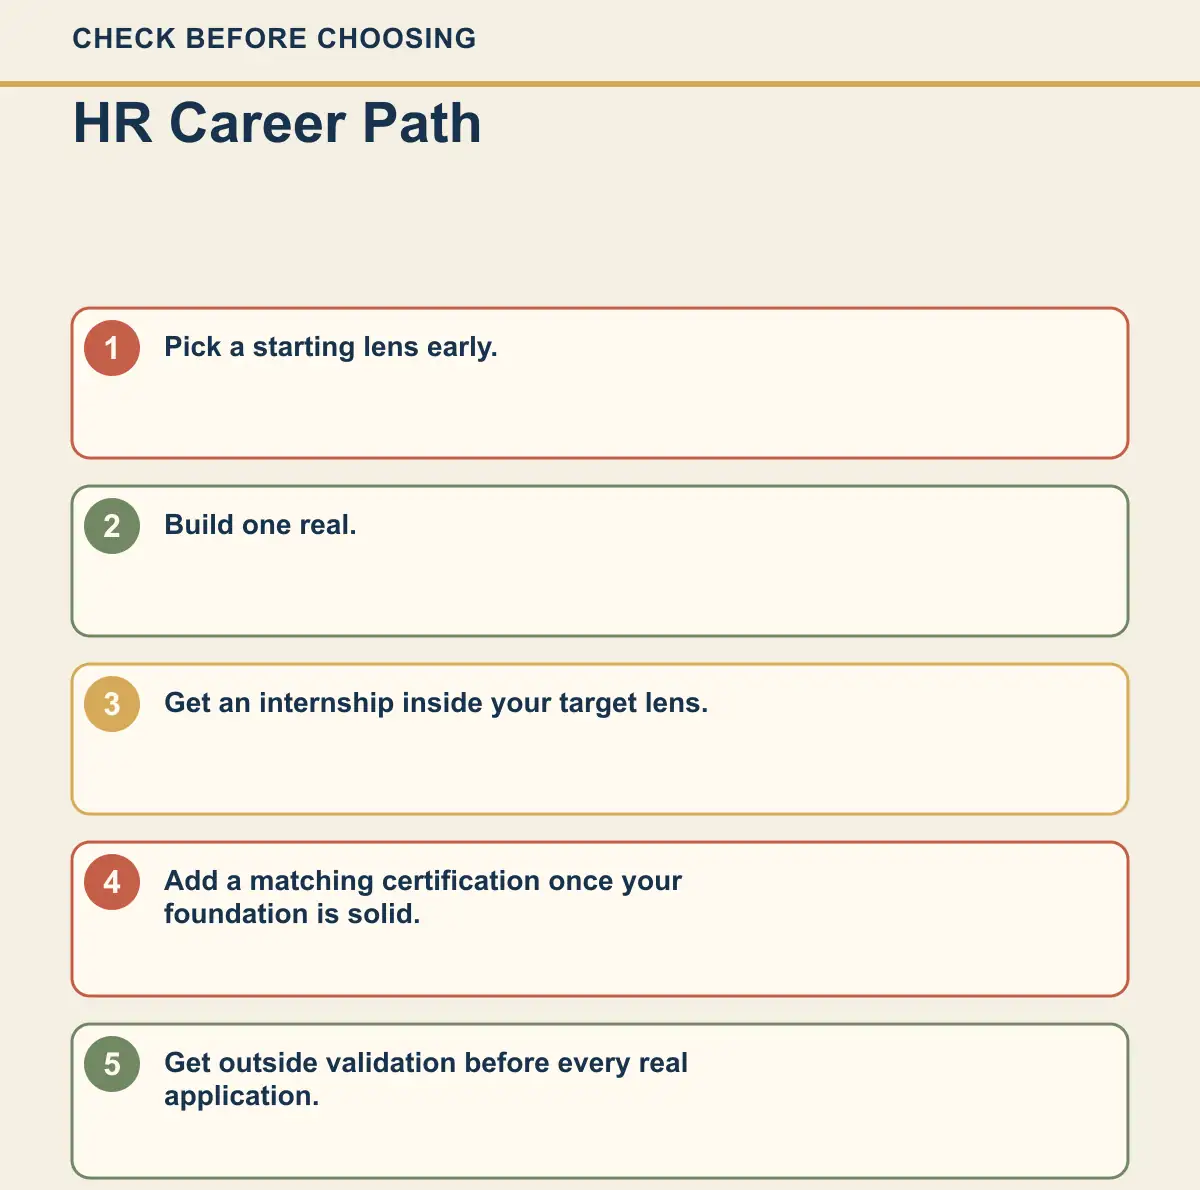 CHECK BEFORE CHOOSING
HR Career Path
1
Pick a starting lens early.
2
Build one real.
3
Get an internship inside your target lens.
4
Add a matching certification once your
foundation is solid.
5
Get outside validation before every real
application.